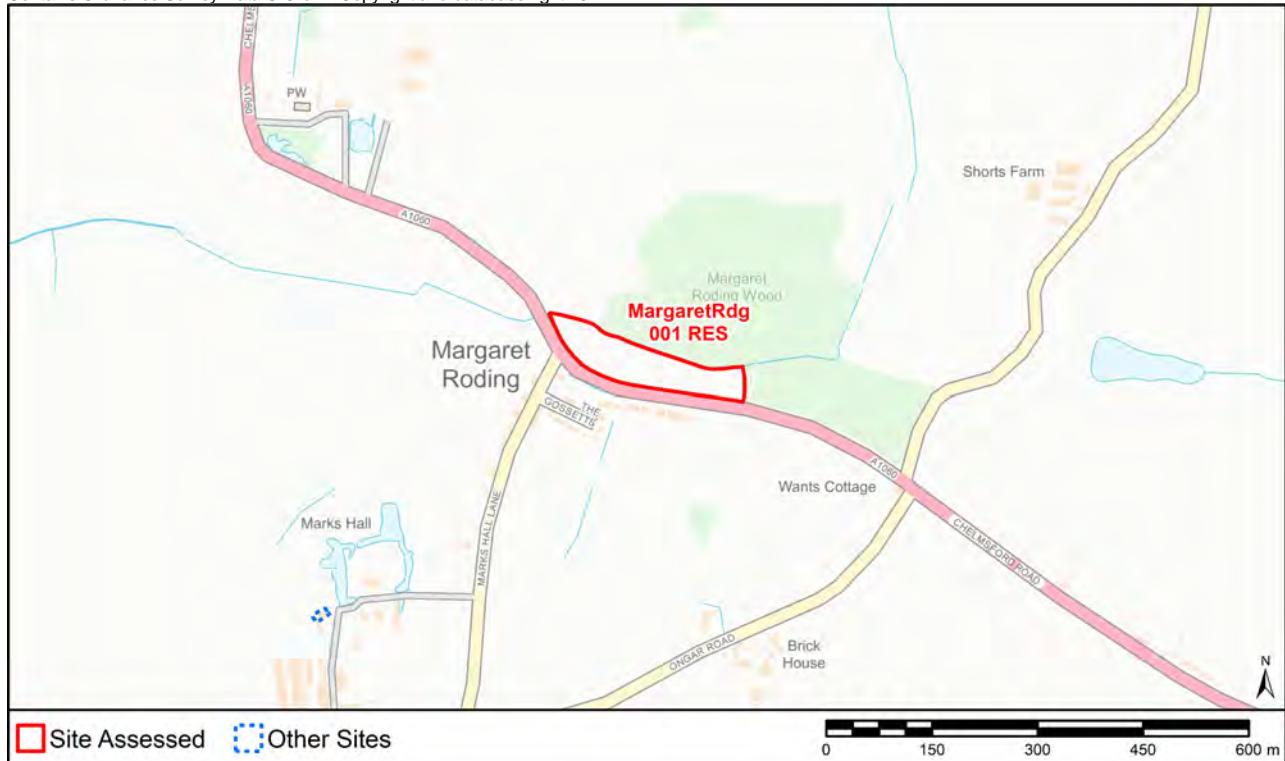 CHELMS
A1060
PW
A1060
Shorts Farm
Margaret
Roding Wood
MargaretRdg
001 RES
Margaret
Roding
THE
GOSSETTS
A1060
Wants Cottage
CHELMSFORD ROAD
Marks Hall
MARKS HALL LANE
ONGAR ROAD
Brick
House
N
Site Assessed
Other Sites
0 150 300 450 600 m